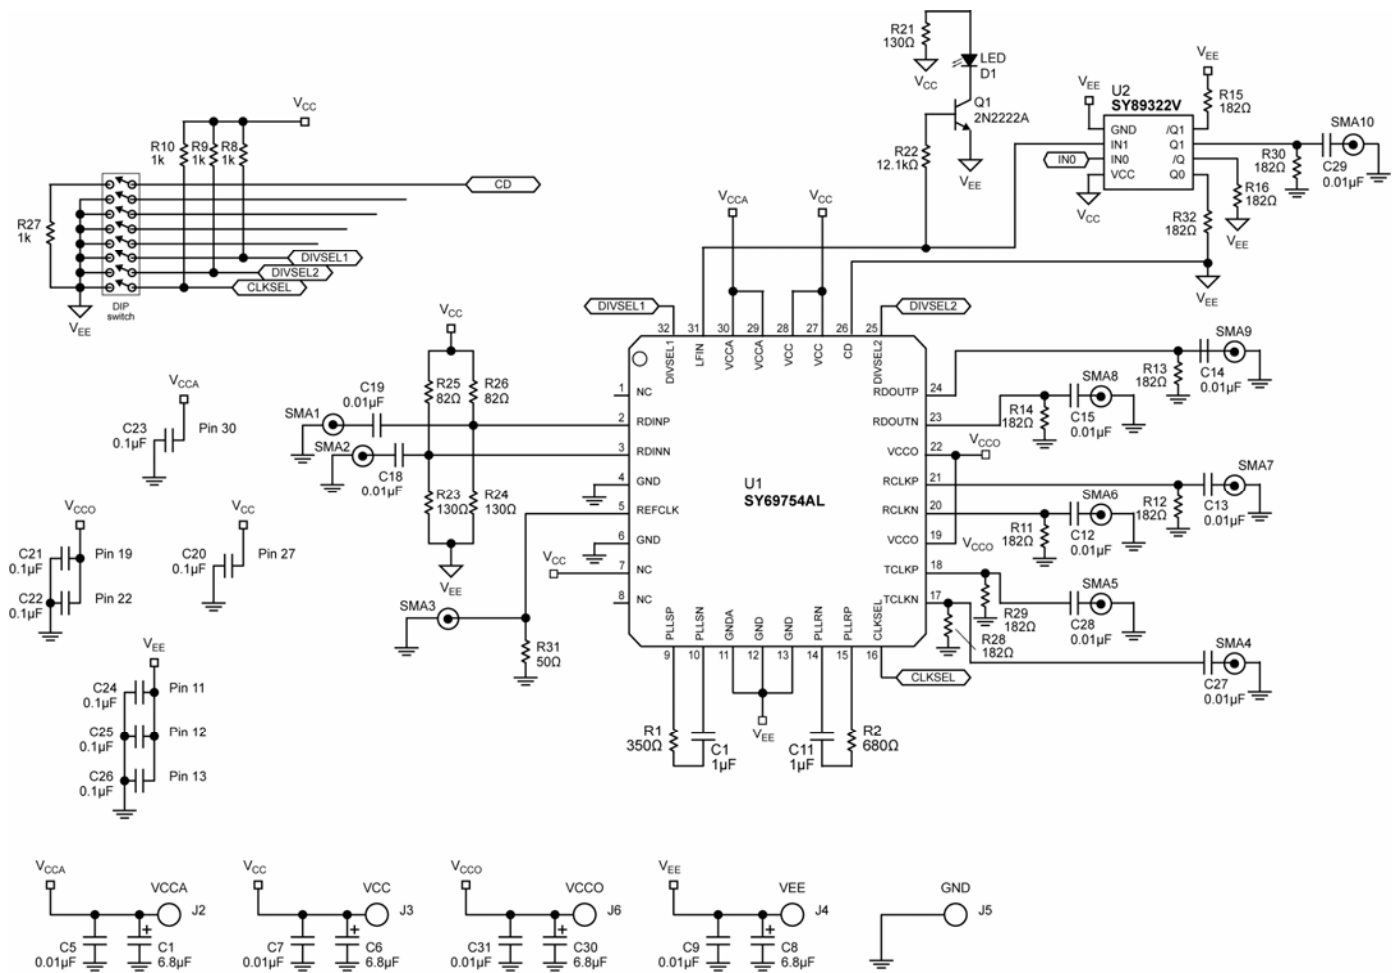 R21
130Ω
VCC
LED
D1
Q1
2N2222A
R22
12.1kΩ
VEE
VEE
U2
SY89322V
GND
IN1
IN0
VCC
/Q1
Q1
/Q
Q0
IN0
VCC
VEE
R15
182Ω
R30
182Ω
SMA10
C29
0.01µF
R16
182Ω
VEE
R32
182Ω
VEE
VCC
R10
1k
R9
1k
R8
1k
R27
1k
CD
DIVSEL1
DIVSEL2
CLKSEL
DIP
switch
VEE
VCCA
VCC
DIVSEL1
DIVSEL2
32
31
30
29
28
27
26
25
DIVSEL1
LFIN
VCCA
VCCA
VCC
VCC
CD
DIVSEL2
U1
SY69754AL
1
NC
2
RDINP
3
RDINN
4
GND
5
REFCLK
6
GND
7
NC
8
NC
VCC
RDOUTP
24
RDOUTN
23
VCCO
22
RCLKP
21
RCLKN
20
VCCO
19
TCLKP
18
TCLKN
17
PLLSP
PLLSN
GNDA
GND
GND
PLLRN
PLLRP
CLKSEL
9
10
11
12
13
14
15
16
CLKSEL
R1
350Ω
C1
1µF
VEE
C11
1µF
R2
680Ω
VCC
R25
82Ω
R26
82Ω
C19
0.01µF
SMA1
SMA2
C18
0.01µF
R23
130Ω
R24
130Ω
VEE
SMA3
R31
50Ω
SMA9
R13
182Ω
C14
0.01µF
SMA8
R14
182Ω
C15
0.01µF
VCCO
SMA7
R12
182Ω
C13
0.01µF
SMA6
R11
182Ω
C12
0.01µF
VCCO
SMA5
R29
182Ω
C28
0.01µF
R28
182Ω
SMA4
C27
0.01µF
VCCA
C23
0.1µF
Pin 30
VCCO
C21
0.1µF
Pin 19
C22
0.1µF
Pin 22
VCC
C20
0.1µF
Pin 27
VEE
C24
0.1µF
Pin 11
C25
0.1µF
Pin 12
C26
0.1µF
Pin 13
VCCA
VCCA
J2
C5
0.01µF
+
C1
6.8µF
VCC
VCC
J3
C7
0.01µF
+
C6
6.8µF
VCCO
VCCO
J6
C31
0.01µF
+
C30
6.8µF
VEE
VEE
J4
C9
0.01µF
+
C8
6.8µF
GND
J5